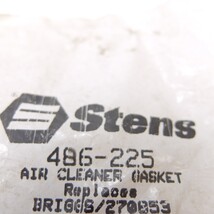 Stens
486-225
AIR CLEANER GASKET
Replaces
BRIGGS/270853